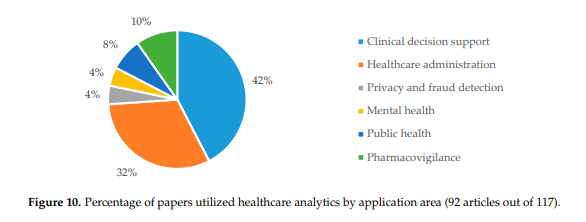 10%
8%
4%
4%
42%
32%
Clinical decision support
Healthcare administration
Privacy and fraud detection
Mental health
Public health
Pharmacovigilance
Figure 10. Percentage of papers utilized healthcare analytics by application area (92 articles out of 117).